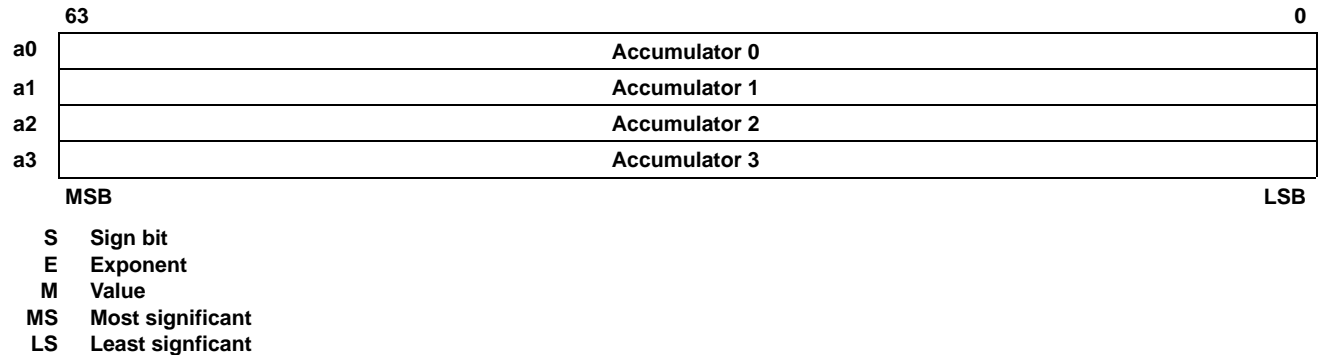 63 0
a0 Accumulator 0
a1 Accumulator 1
a2 Accumulator 2
a3 Accumulator 3
MSB LSB
S Sign bit
E Exponent
M Value
MS Most significant
LS Least signficant